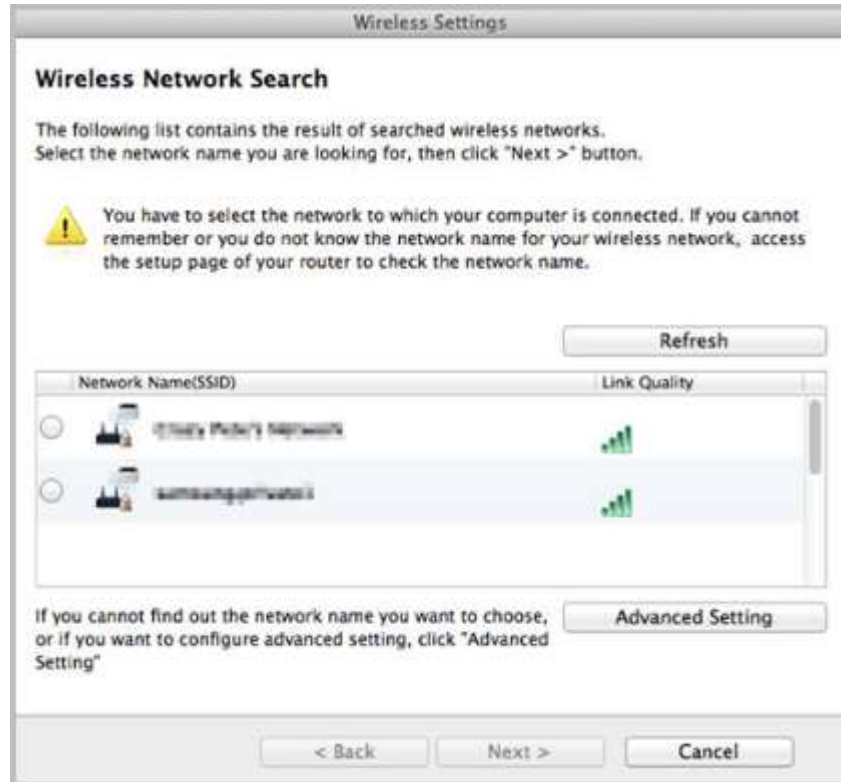 Wireless Settings
Wireless Network Search
The following list contains the result of searched wireless networks.
Select the network name you are looking for, then click "Next >" button.
You have to select the network to which your computer is connected. If you cannot
remember or you do not know the network name for your wireless network, access
the setup page of your router to check the network name.
Refresh
Network Name(SSID) Link Quality
If you cannot find out the network name you want to choose,
or if you want to configure advanced setting, click "Advanced
Setting"
Advanced Setting
< Back Next > Cancel